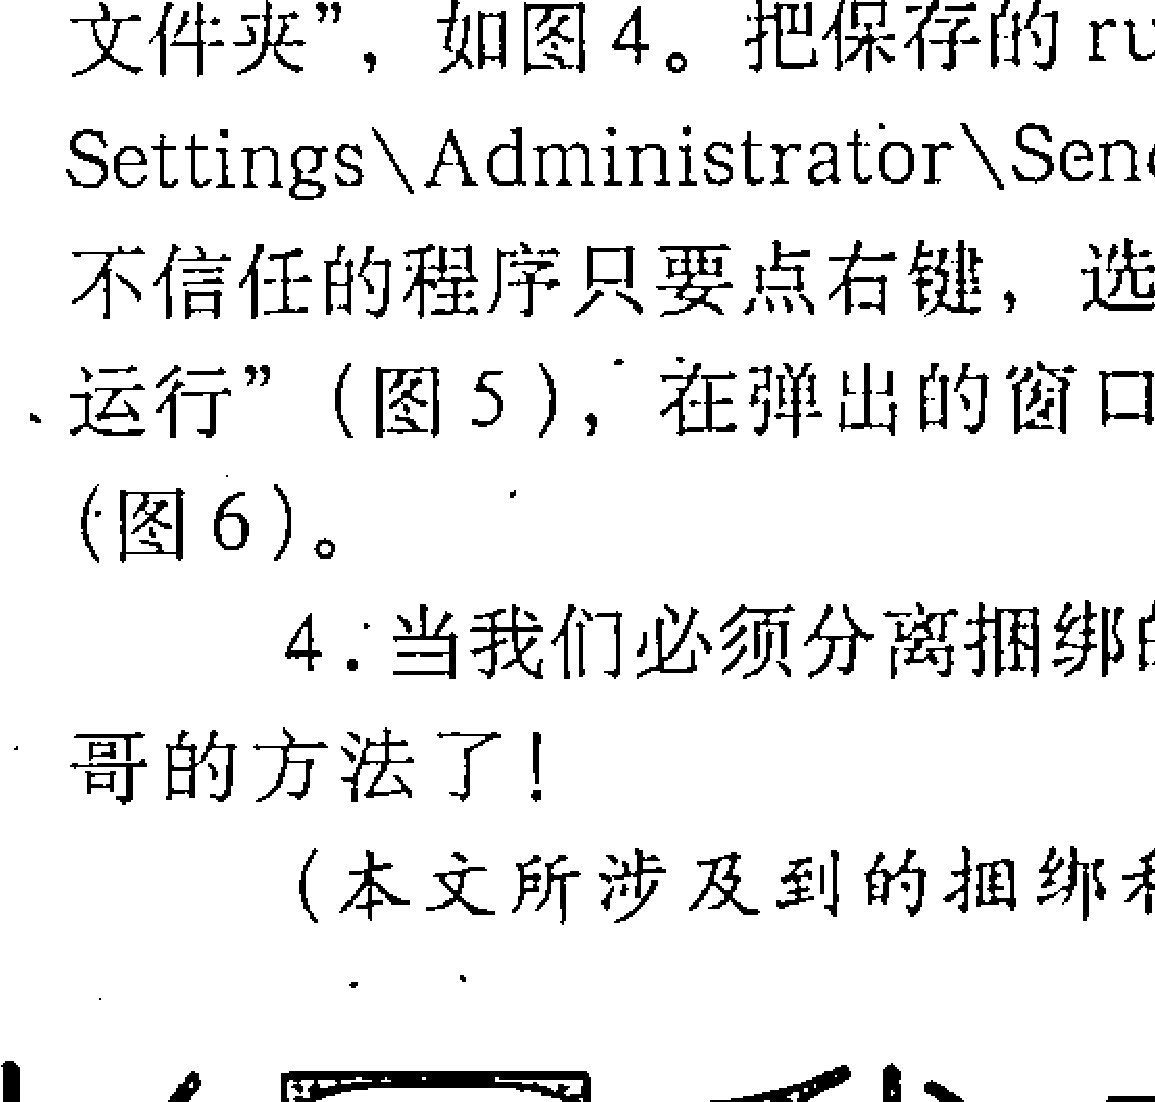 文件夹”，如图4。把保存的ru
Settings\Administrator\Sen
不信任的程序只要点右键，选
运行”（图5），在弹出的窗口
（图6）。
4.当我们必须分离捆绑
哥的方法了！
（本文所涉及到的捆绑